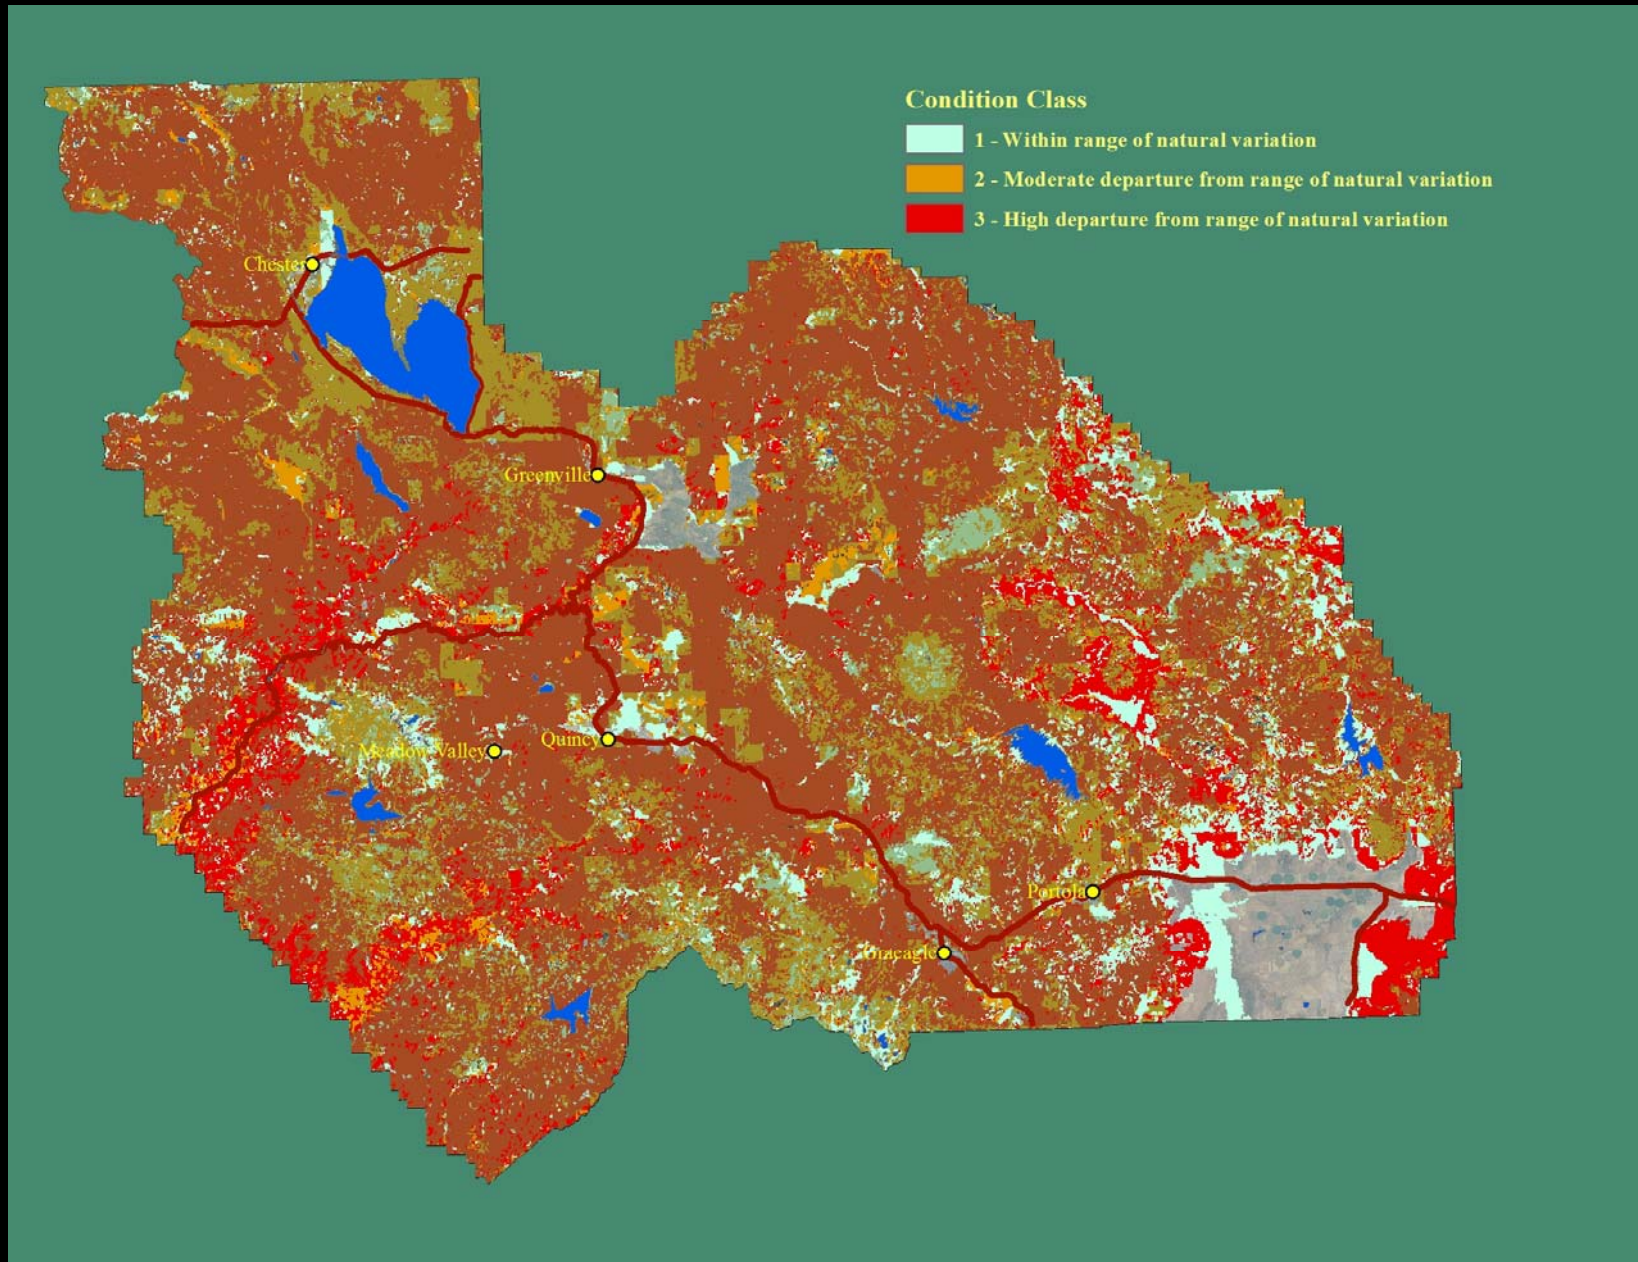 Condition Class
1 - Within range of natural variation
2 - Moderate departure from range of natural variation
3 - High departure from range of natural variation
Chester
Greenville
Meadow Valley
Quincy
Portola
Graeagle